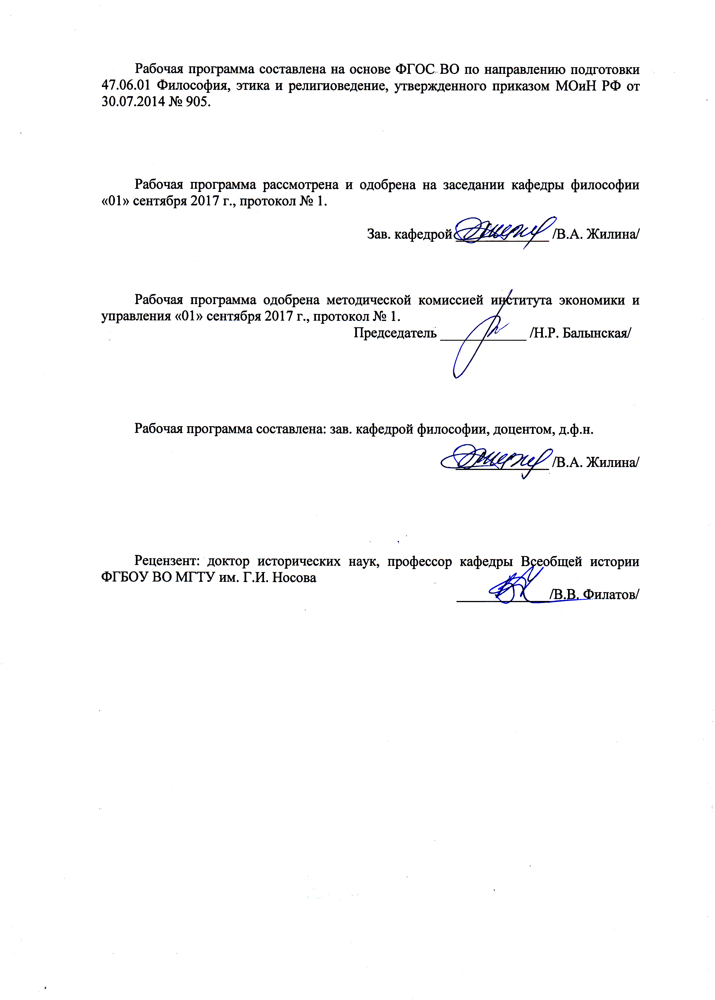 Рабочая программа составлена на основе ФГОС ВО по направлению подготовки
47.06.01 Философия, этика и религиоведение, утвержденного приказом МОиН РФ от
30.07.2014 № 905.
Рабочая программа рассмотрена и одобрена на заседании кафедры философии
«01» сентября 2017 г., протокол № 1.
Зав. кафедрой /В.А. Жилина/
Рабочая программа одобрена методической комиссией института экономики и
управления «01» сентября 2017 г., протокол № 1.
Председатель /Н.Р. Балынская/
Рабочая программа составлена: зав. кафедрой философии, доцентом, д.ф.н.
/В.А. Жилина/
Рецензент: доктор исторических наук, профессор кафедры Всеобщей истории
ФГБОУ ВО МГТУ им. Г.И. Носова
/В.В. Филатов/